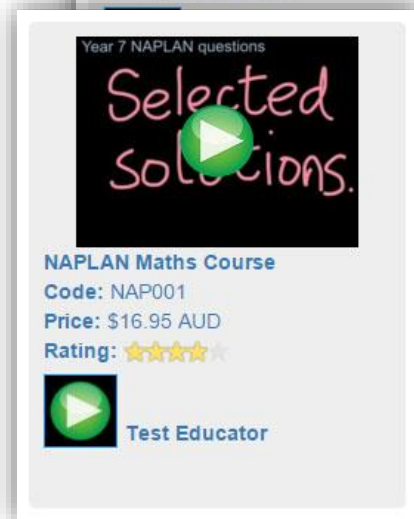 Year 7 NAPLAN questions
Selected
solutions.
NAPLAN Maths Course
Code: NAP001
Price: $16.95 AUD
Rating:
Test Educator